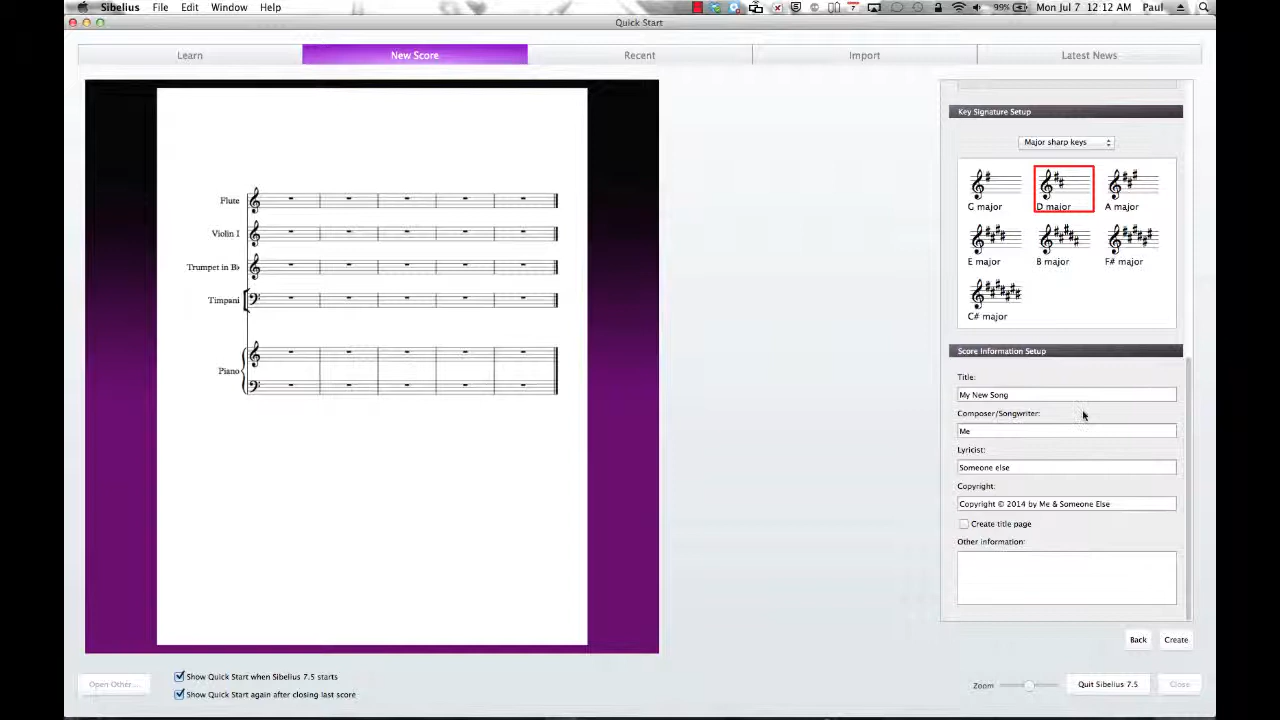 Sibelius File Edit Window Help 7 99% Mon Jul 7 12:12 AM Paul
Quick Start
Learn New Score Recent Import Latest News
Flute
Violin I
Trumpet in B♭
Timpani
Piano
Key Signature Setup
Major sharp keys
G major D major A major
E major B major F# major
C# major
Score Information Setup
Title:
My New Song
Composer/Songwriter:
Me
Lyricist:
Someone else
Copyright:
Copyright © 2014 by Me & Someone Else
Create title page
Other information:
Back Create
Open Other...
Show Quick Start when Sibelius 7.5 starts
Show Quick Start again after closing last score
Zoom Quit Sibelius 7.5 Close